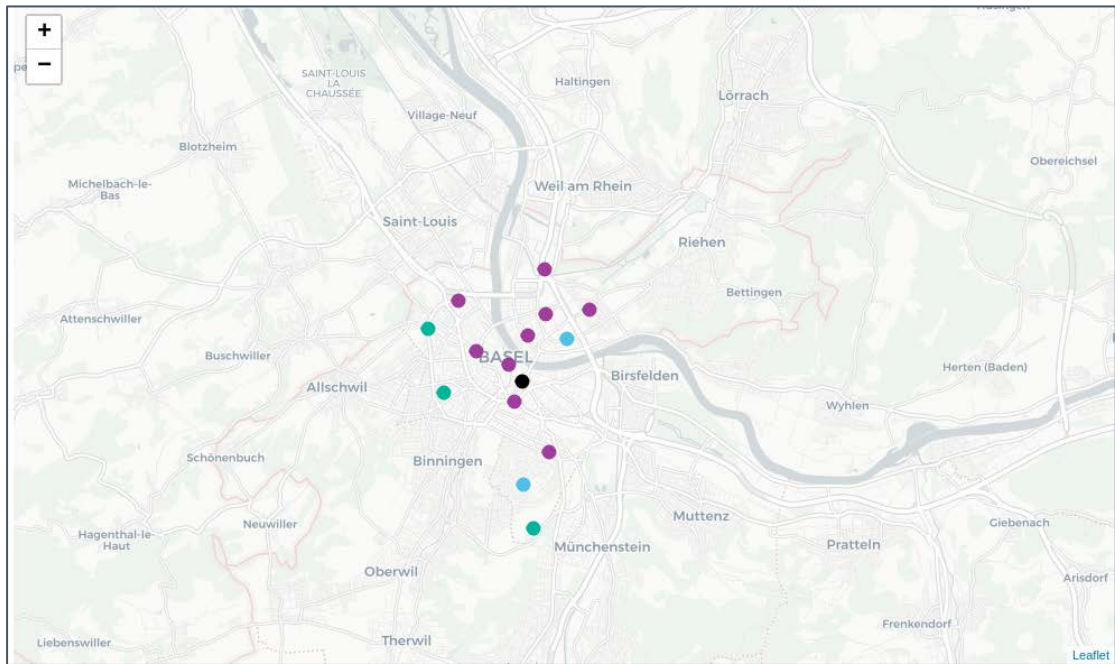 +
−
SAINT-LOUIS
LA
CHAUSSÉE
Haltingen
Lörrach
Village-Neuf
Blotzheim
Obereichsel
Michelbach-le-
Bas
Weil am Rhein
Saint-Louis
Riehen
Bettingen
Attenschwiller
Buschwiller
BASEL
Allschwil
Birsfelden
Herten (Baden)
Wyhlen
Schönenbuch
Binningen
Muttenz
Neuwiller
Hagenthal-le-
Haut
Giebenach
Münchenstein
Pratteln
Oberwil
Arisdorf
Frenkendorf
Therwil
Liebenswiller
Leaflet